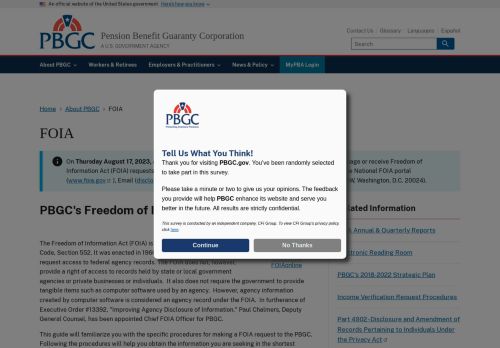 An official website of the United States government Here's how you know
PBGC
Pension Benefit Guaranty Corporation
A U.S. GOVERNMENT AGENCY
Contact Us Glossary Languages Español
Search
About PBGC Workers & Retirees Employers & Practitioners News & Policy MyPBA Login
Home About PBGC FOIA
FOIA
On Thursday August 17, 2023,
age or receive Freedom of
Information Act (FOIA) requests
e National FOIA portal
(www.foia.gov), Email (disclo
W, Washington, D.C. 20024).
PBGC
Protecting America's Pensions
Tell Us What You Think!
Thank you for visiting PBGC.gov. You've been randomly selected
to take part in this survey.
Please take a minute or two to give us your opinions. The feedback
you provide will help PBGC enhance its website and serve you
better in the future. All results are strictly confidential.
This survey is conducted by an independent company, CFI Group. To view CFI Group's privacy policy,
click here.
Continue
No Thanks
PBGC's Freedom of I
lated Information
Annual & Quarterly Reports
ctronic Reading Room
PBGC's 2018-2022 Strategic Plan
Income Verification Request Procedures
Part 4902–Disclosure and Amendment of
Records Pertaining to Individuals Under
the Privacy Act
The Freedom of Information Act (FOIA) is
Code, Section 552. It was enacted in 1966
request access to federal agency records. The FOIA does not, however,
provide a right of access to records held by state or local government
agencies or private businesses or individuals. It also does not require the government to provide
tangible items such as computer software used by an agency. However, agency information
created by computer software is considered an agency record under the FOIA. In furtherance of
Executive Order #13392, "Improving Agency Disclosure of Information," Paul Chalmers, Deputy
General Counsel, has been appointed Chief FOIA Officer for PBGC.
FOIAonline
This guide will familiarize you with the specific procedures for making a FOIA request to the PBGC.
Following the procedures will help you obtain the information you are seeking in the shortest